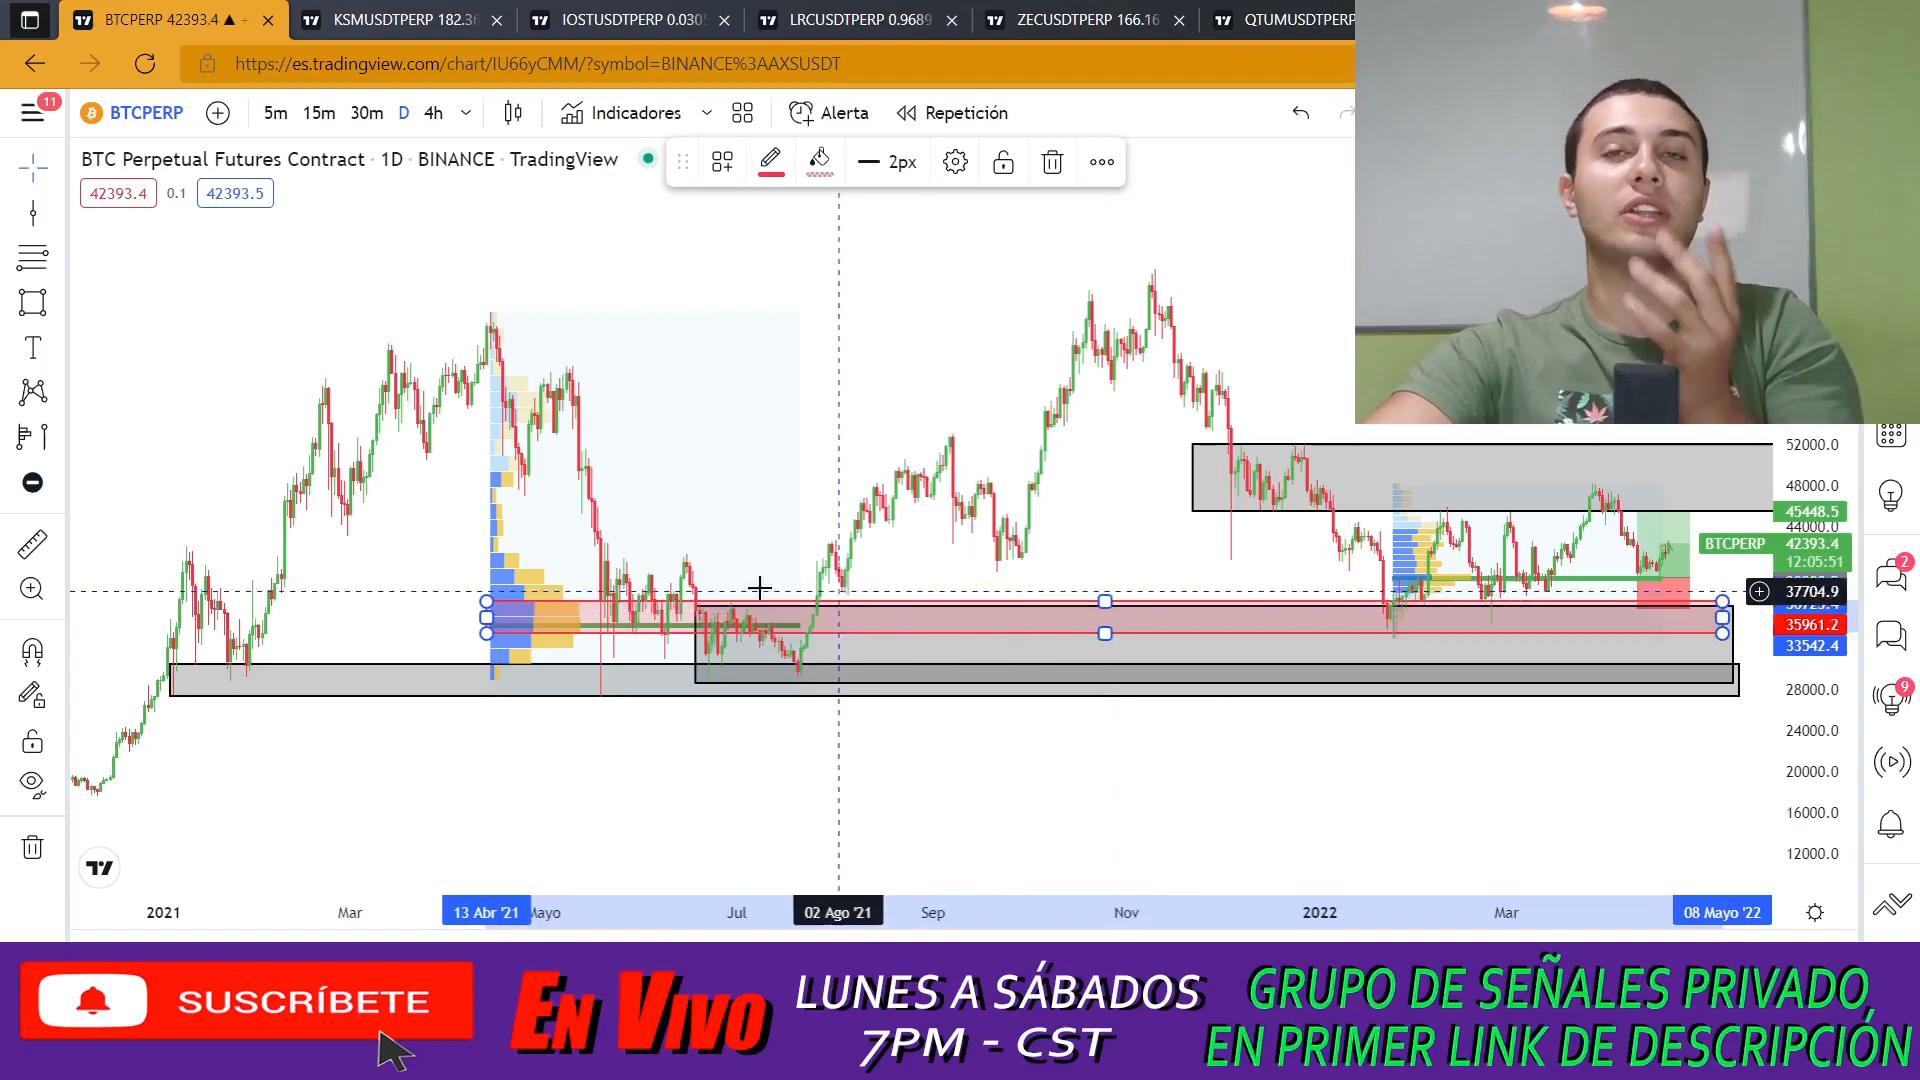 BTCPERP 42393.4 ▲
KSMUSDTPERP 182.36
IOSTUSDTPERP 0.0305
LRCUSDTPERP 0.9689
ZECUSDTPERP 166.16
QTUMUSDTPERP
https://es.tradingview.com/chart/IU66yCMM/?symbol=BINANCE%3AAXSUSDT
11
BTCPERP
5m 15m 30m D 4h
Indicadores
Alerta
Repetición
BTC Perpetual Futures Contract · 1D · BINANCE · TradingView
42393.4 0.1 42393.5
2px
52000.0
48000.0
45448.5
44000.0
BTCPERP 42393.4
12:05:51
37704.9
35961.2
33542.4
28000.0
24000.0
20000.0
16000.0
12000.0
2
9
2021 Mar 13 Abr '21 Mayo Jul 02 Ago '21 Sep Nov 2022 Mar 08 Mayo '22
SUSCRÍBETE
EN VIVO
LUNES A SÁBADOS
7PM - CST
GRUPO DE SEÑALES PRIVADO
EN PRIMER LINK DE DESCRIPCIÓN